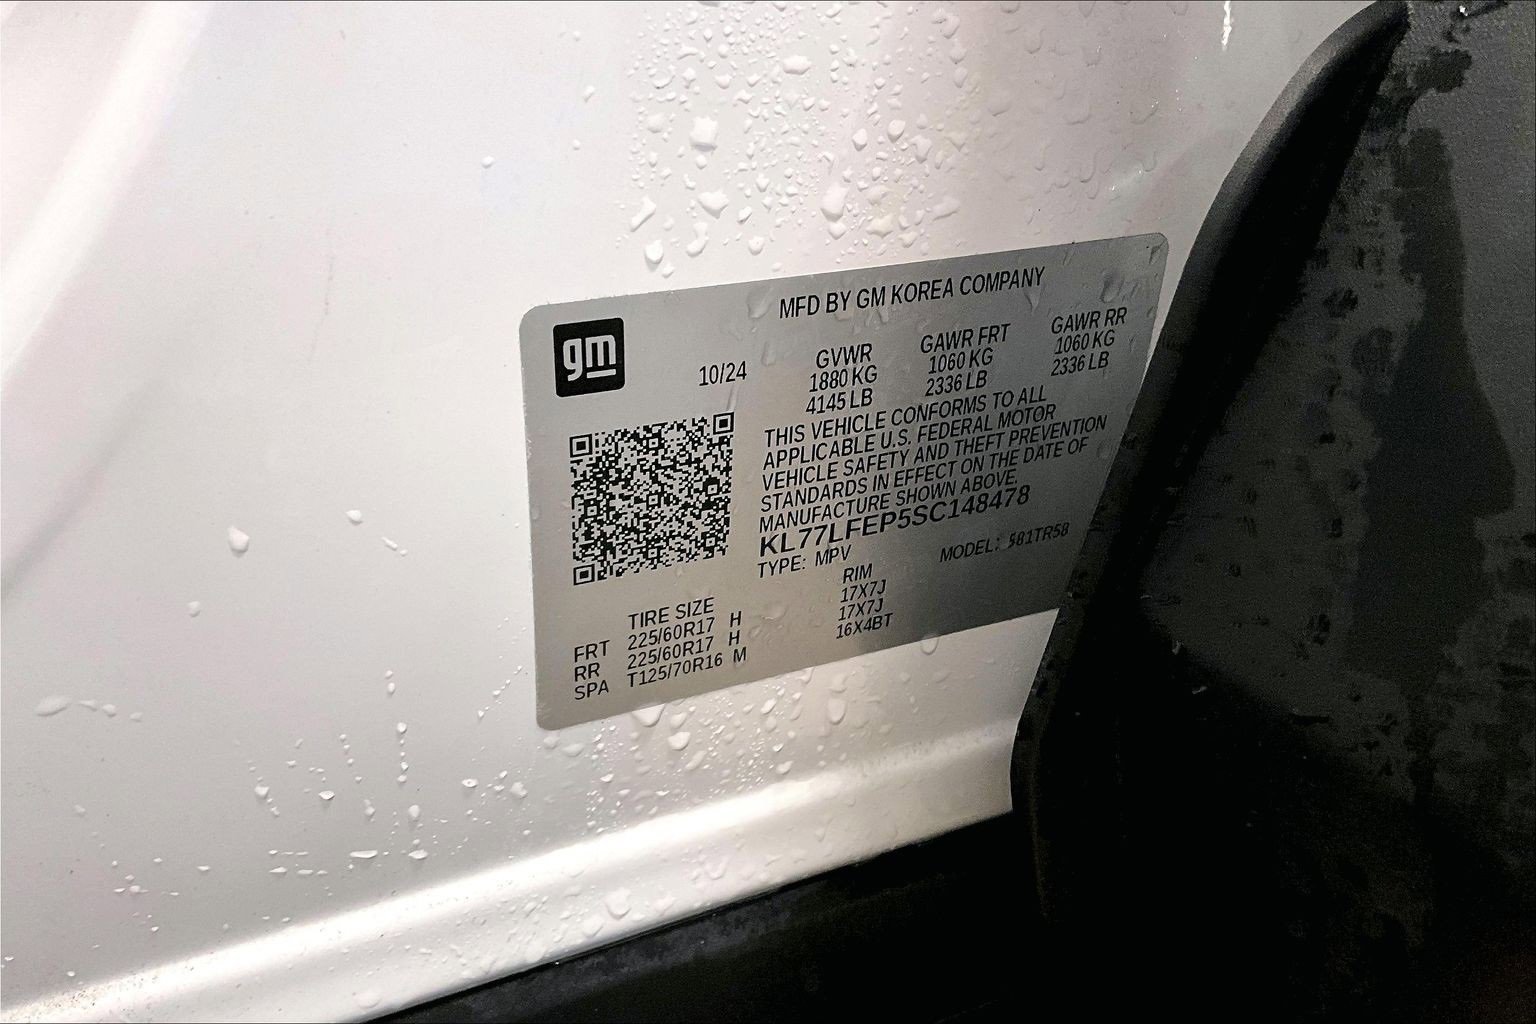 gm
MFD BY GM KOREA COMPANY
10/24
GVWR
1880 KG
4145 LB
GAWR FRT
1060 KG
2336 LB
GAWR RR
1060 KG
2336 LB
THIS VEHICLE CONFORMS TO ALL
APPLICABLE U.S. FEDERAL MOTOR
VEHICLE SAFETY AND THEFT PREVENTION
STANDARDS IN EFFECT ON THE DATE OF
MANUFACTURE SHOWN ABOVE.
KL77LFEP5SC148478
TYPE: MPV
MODEL:
TIRE SIZE RIM
FRT 225/60R17 H 17X7J
RR 225/60R17 H 17X7J
SPA T125/70R16 M 16X4BT